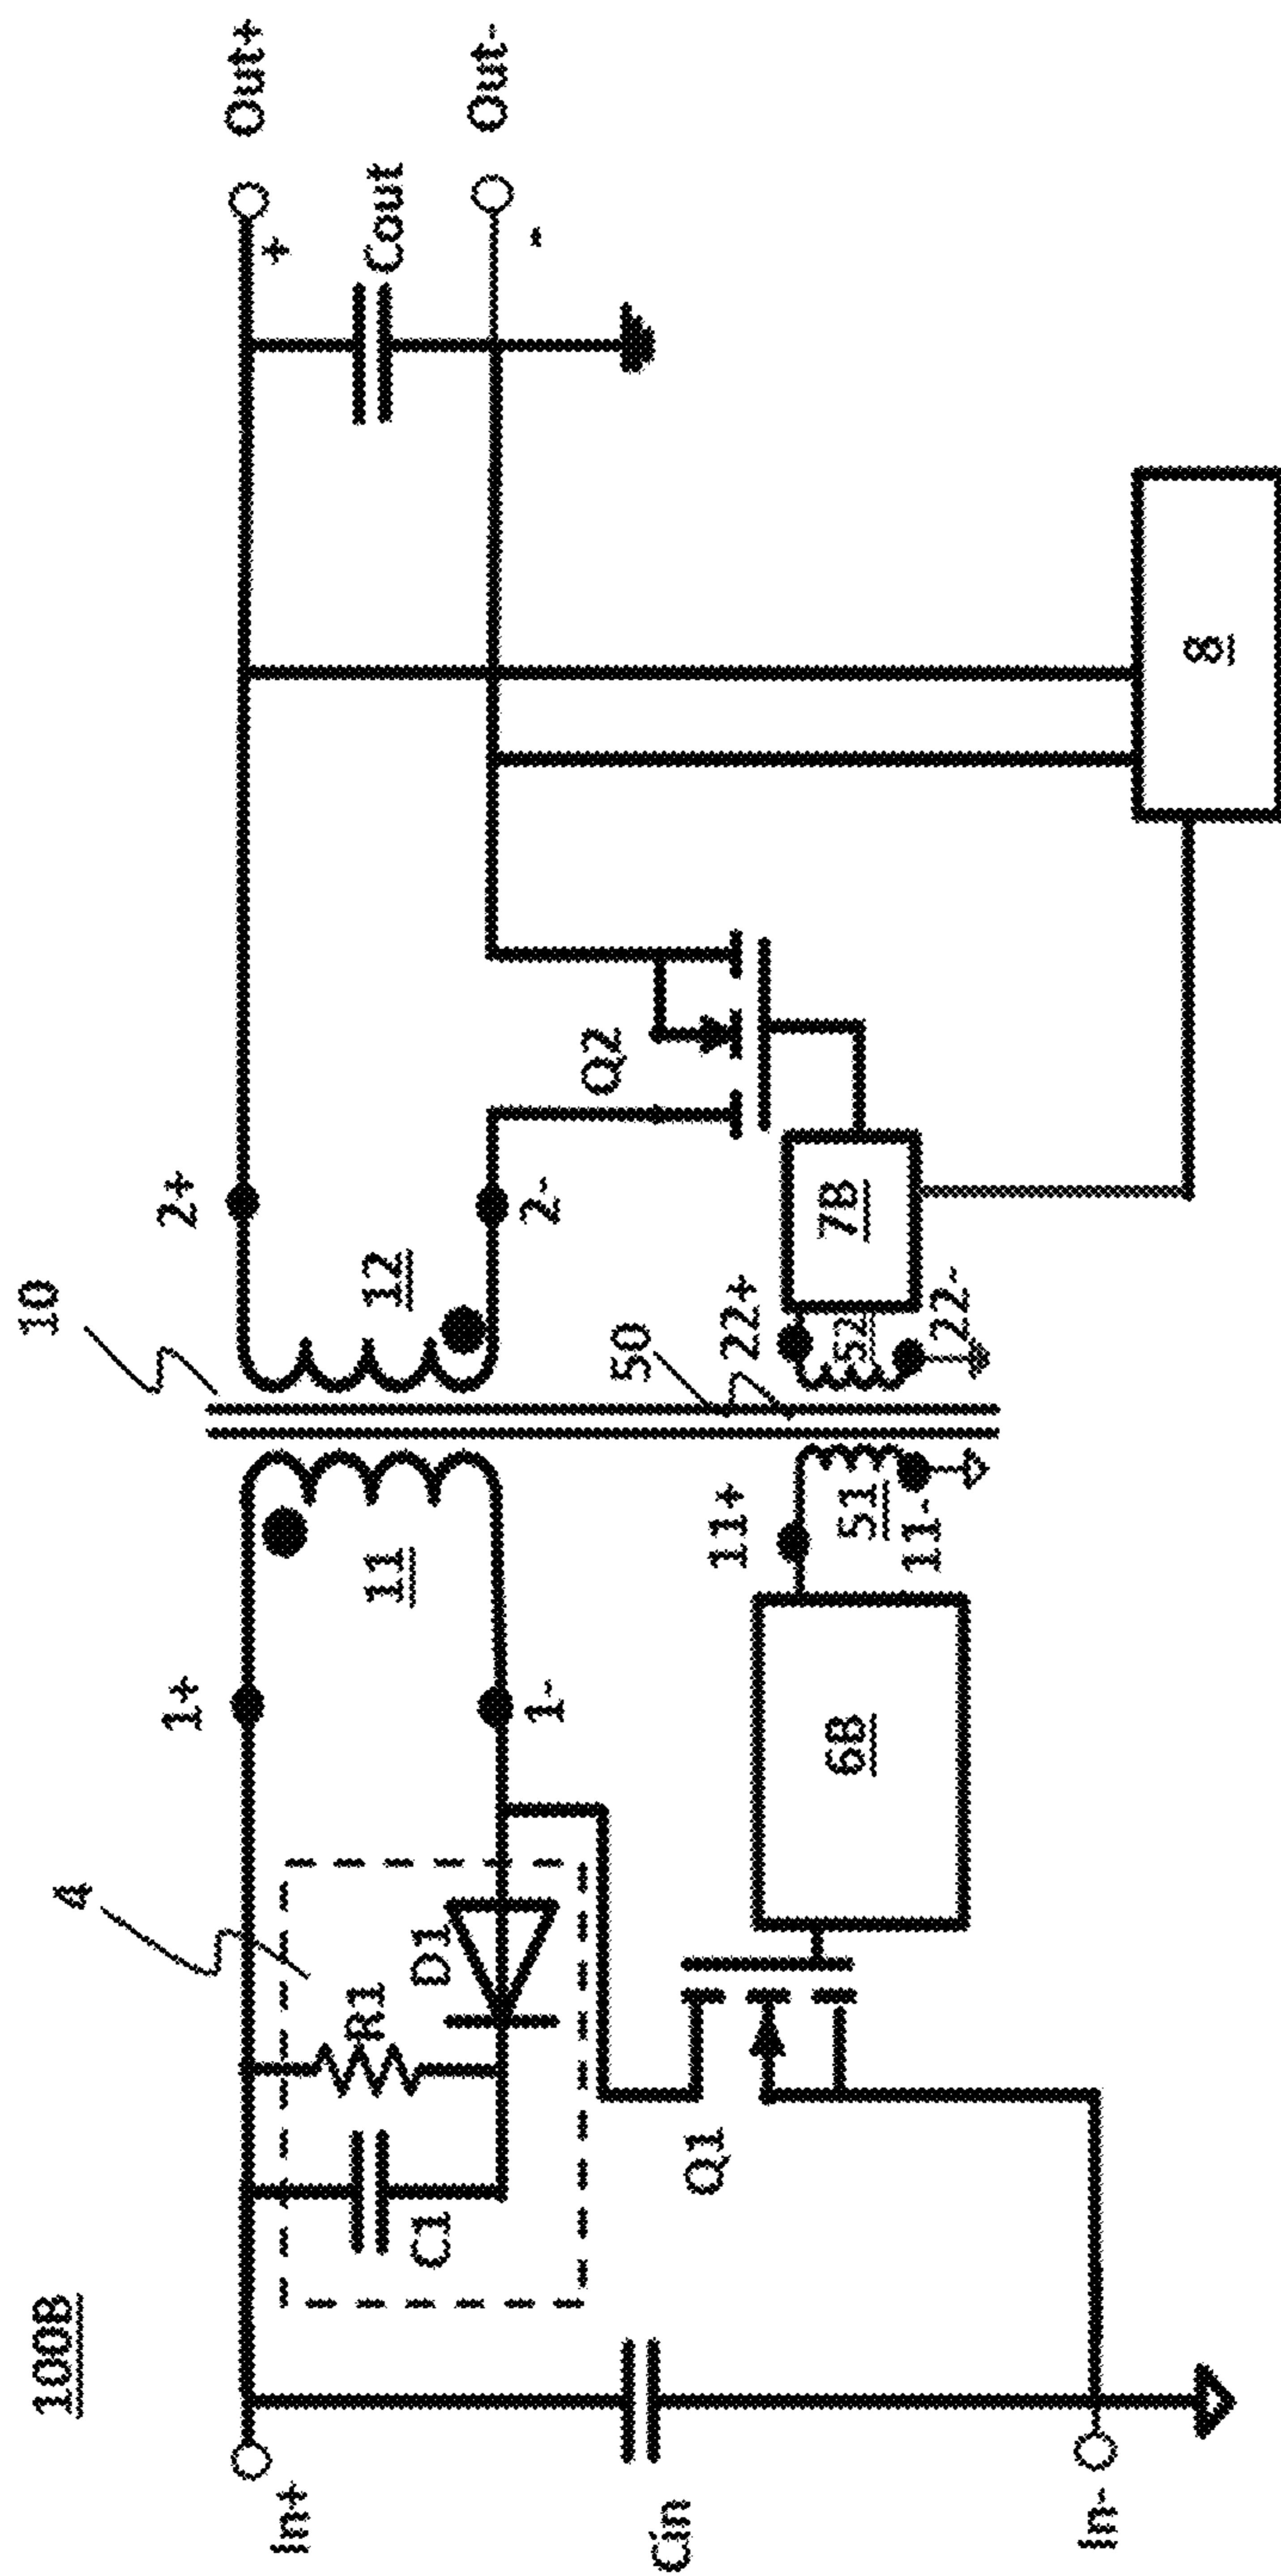 100B
4
10
1+
2+
Out+
In+
C1
R1
D1
11
12
+
Cout
1-
2-
-
Out-
Q2
Cin
Q1
50
11+
22+
6B
51
52
7B
11-
22-
In-
8